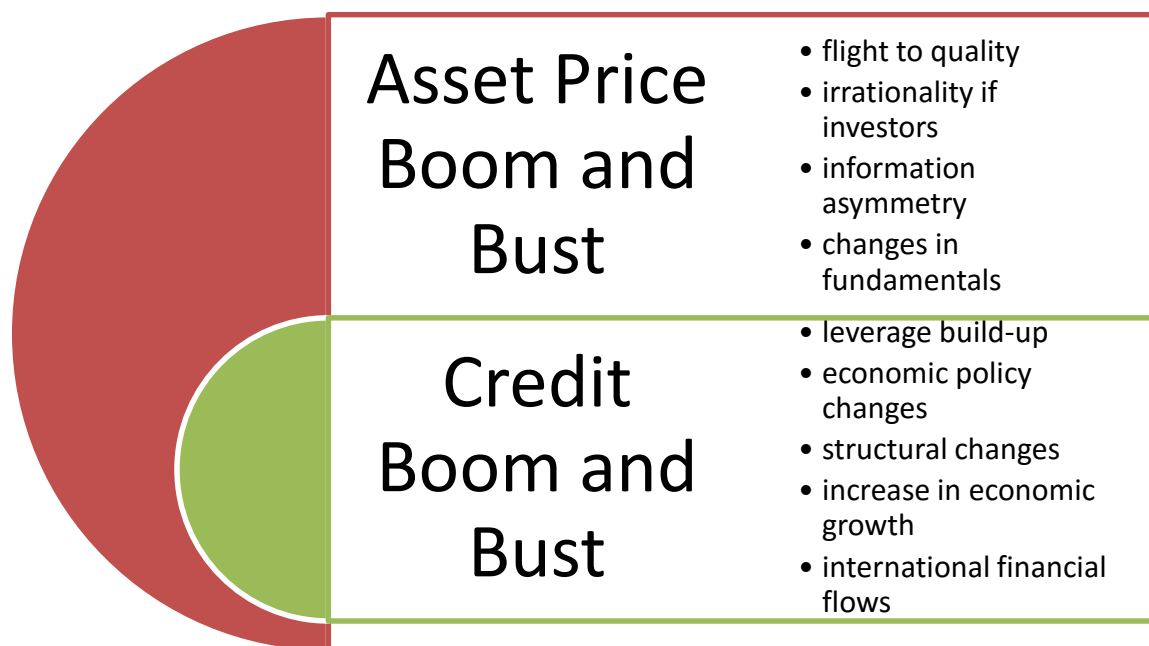 Asset Price
Boom and
Bust
• flight to quality
• irrationality if
investors
• information
asymmetry
• changes in
fundamentals
Credit
Boom and
Bust
• leverage build-up
• economic policy
changes
• structural changes
• increase in economic
growth
• international financial
flows